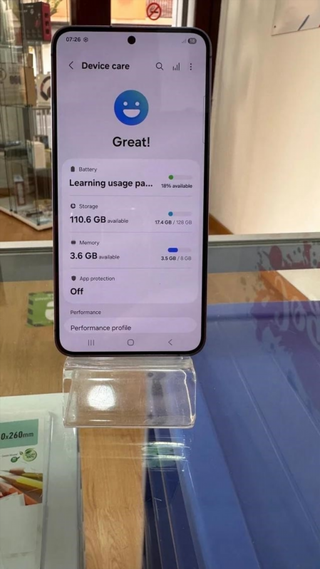 07:26
Device care
Great!
Battery
Learning usage pa...
18% available
Storage
110.6 GB available
17.4 GB / 128 GB
Memory
3.6 GB available
3.5 GB / 8 GB
App protection
Off
Performance
Performance profile
0x260mm